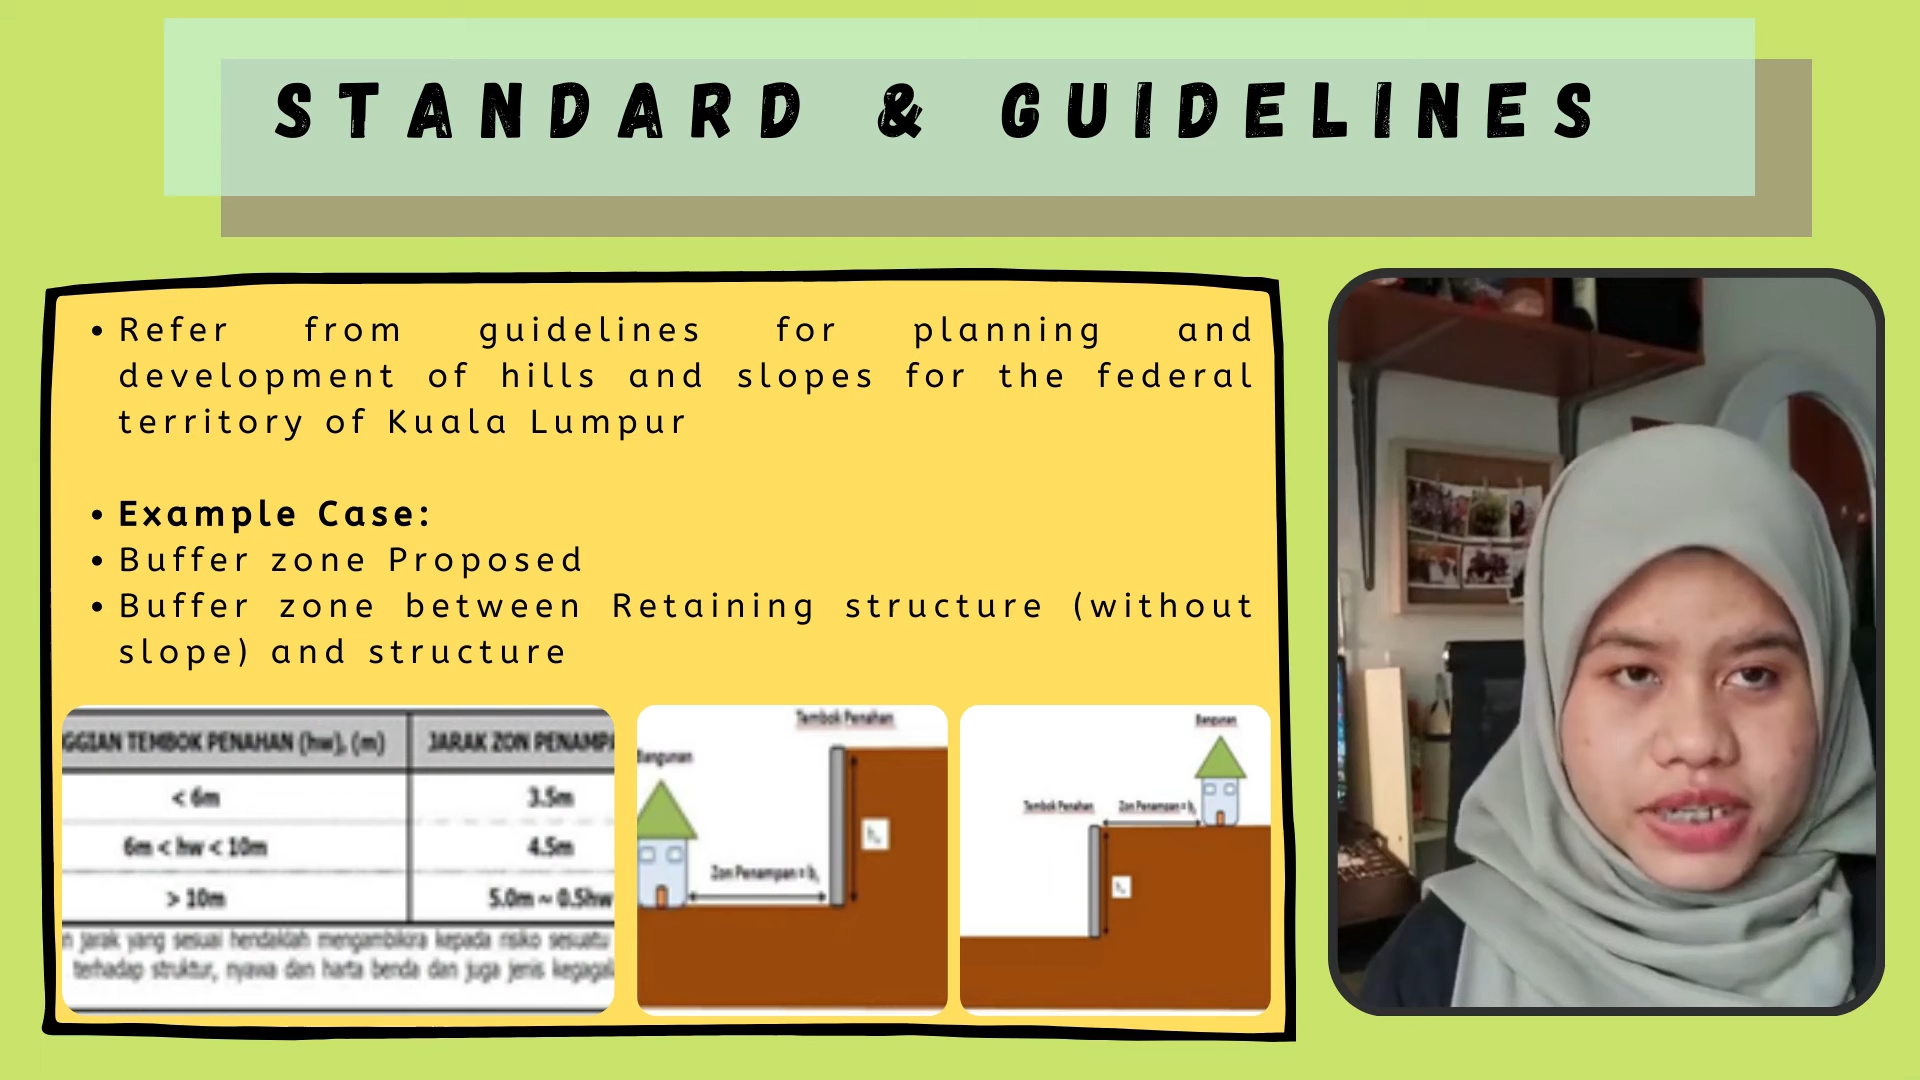 STANDARD & GUIDELINES
• Refer from guidelines for planning and
development of hills and slopes for the federal
territory of Kuala Lumpur
• Example Case:
• Buffer zone Proposed
• Buffer zone between Retaining structure (without
slope) and structure
GGIAN TEMBOK PENAHAN (hw), (m) JARAK ZON PENAMPA
< 6m 3.5m
6m < hw < 10m 4.5m
> 10m 5.0m ~ 0.5hw
n jarak yang sesuai hendaklah mengambikira kepada risiko sesuatu
terhadap struktur, nyawa dan harta benda dan juga jenis kegagal
Tembok Penahan
Bangunan
Zon Penampan = b
Bangunan
Tembok Penahan Zon Penampan = b